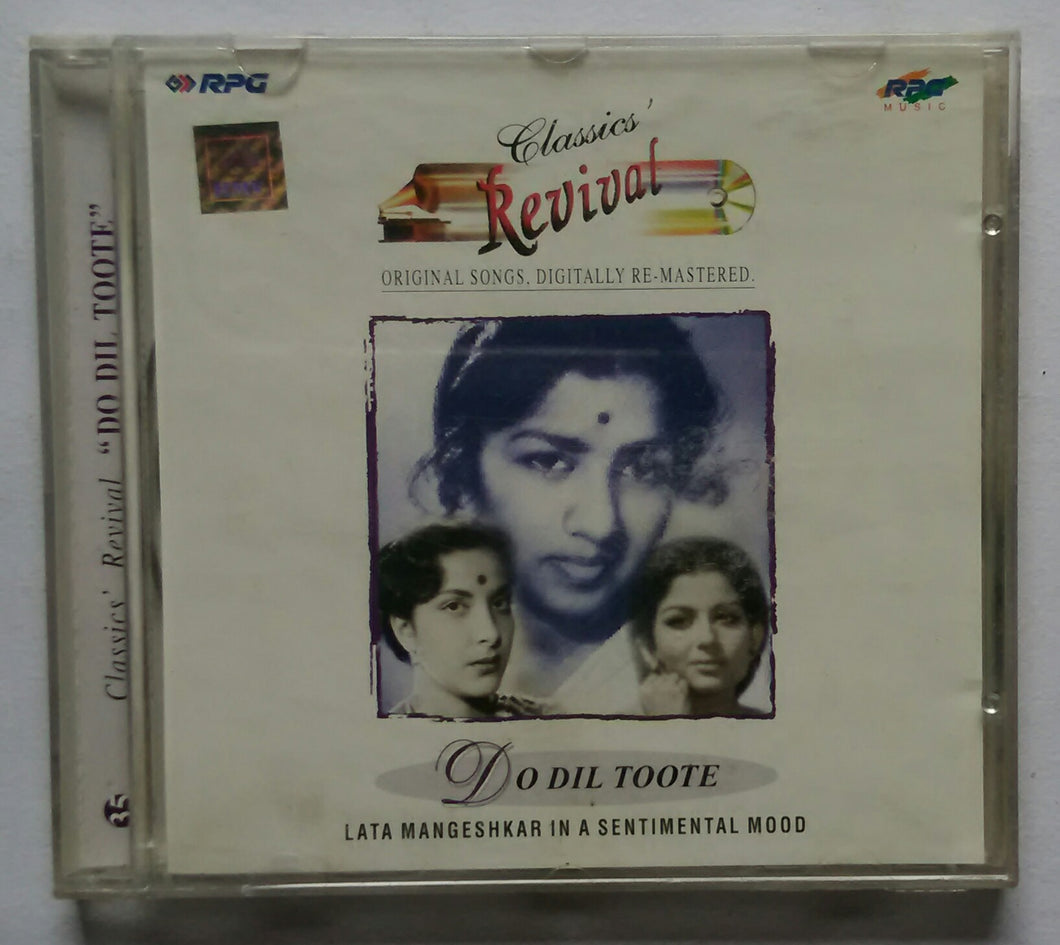 RPG
RPG
MUSIC
Classics'
Revival
ORIGINAL SONGS, DIGITALLY RE-MASTERED.
DO DIL TOOTE
LATA MANGESHKAR IN A SENTIMENTAL MOOD
Classics' Revival "DO DIL TOOTE"